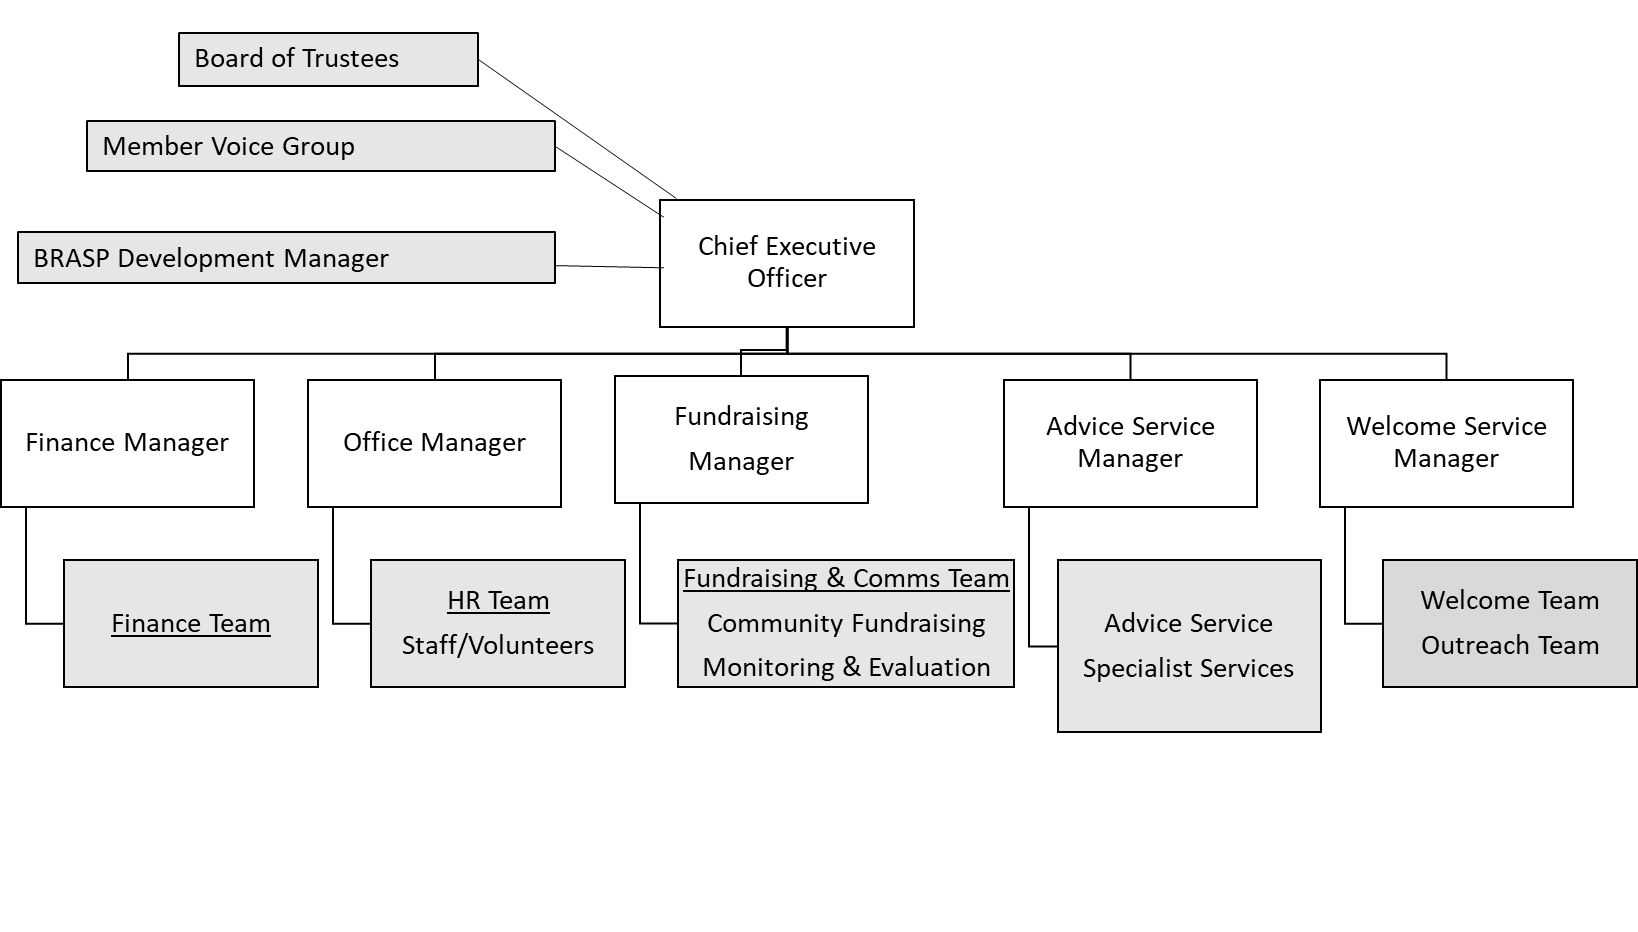 Board of Trustees
Member Voice Group
BRASP Development Manager
Chief Executive
Officer
Finance Manager
Office Manager
Fundraising
Manager
Advice Service
Manager
Welcome Service
Manager
Finance Team
HR Team
Staff/Volunteers
Fundraising & Comms Team
Community Fundraising
Monitoring & Evaluation
Advice Service
Specialist Services
Welcome Team
Outreach Team